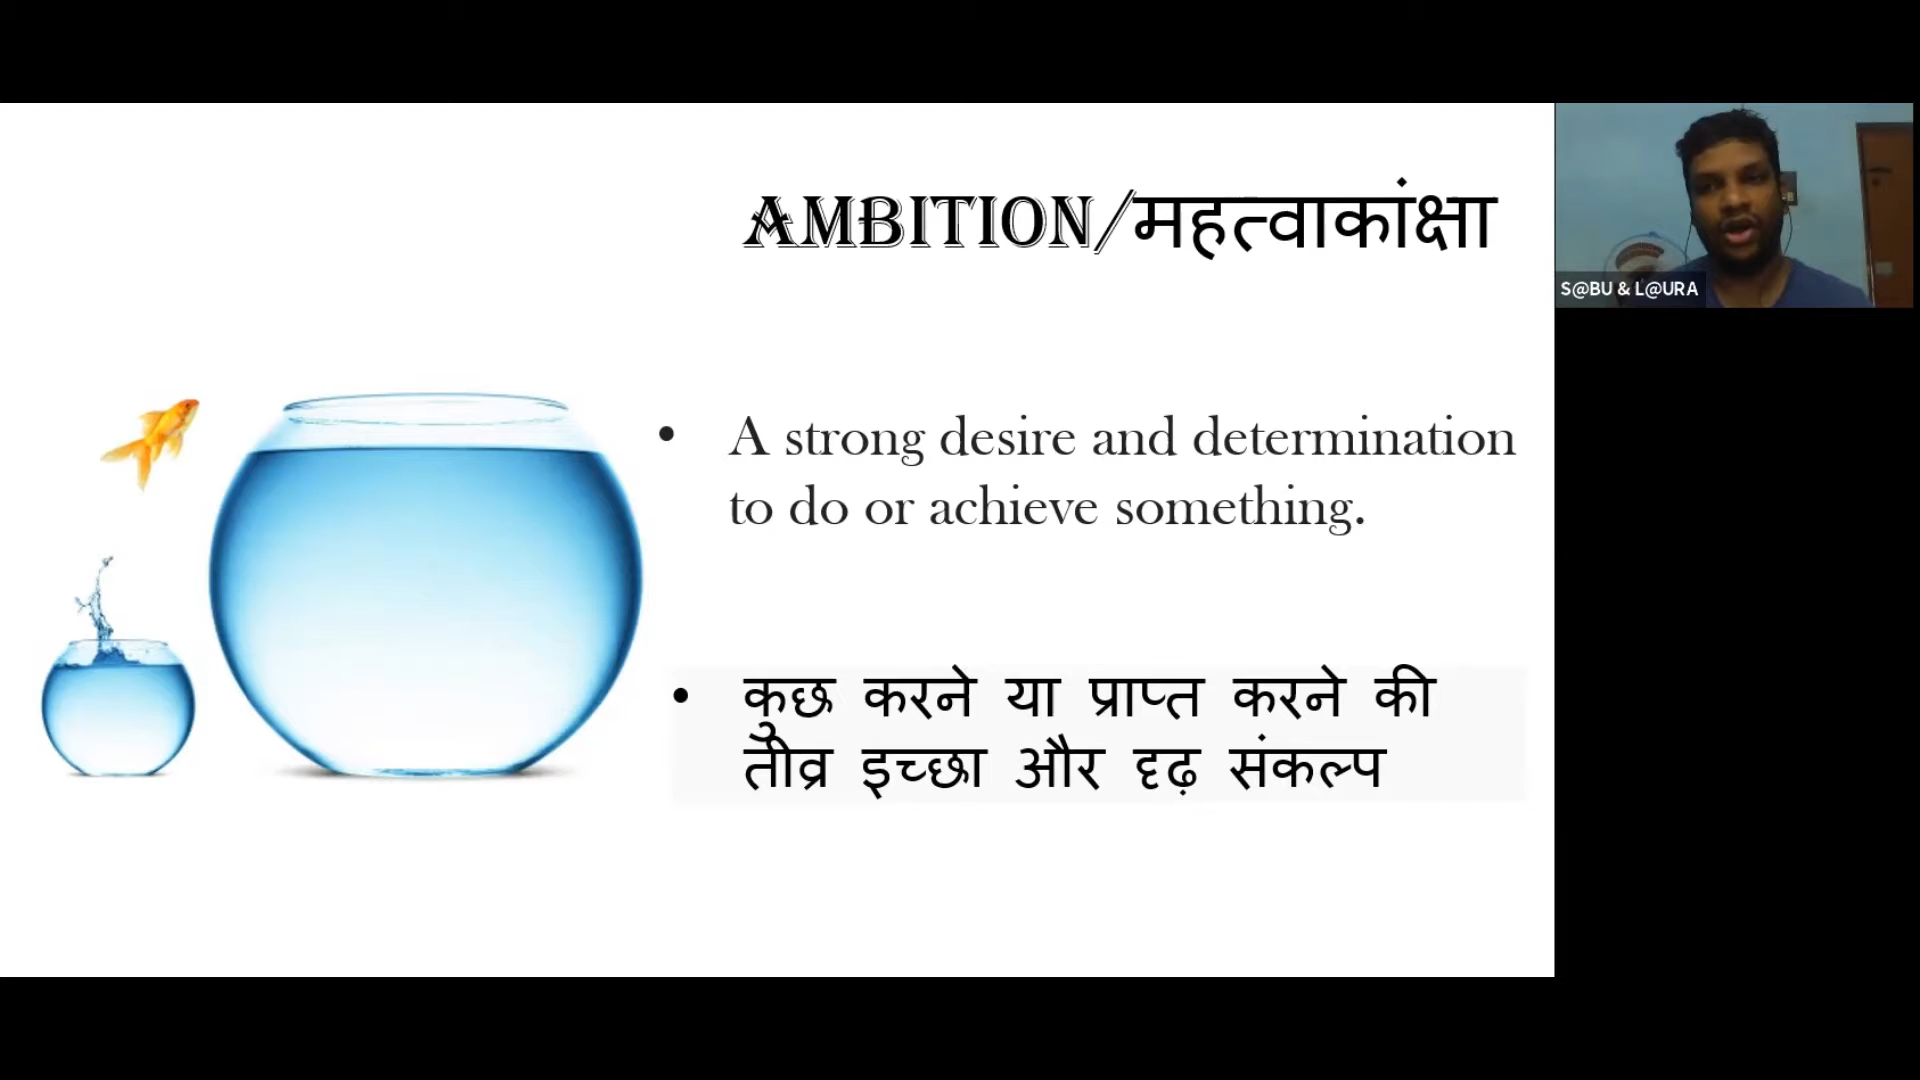 AMBITION/महत्वाकांक्षा
S@BU & L@URA
• A strong desire and determination
to do or achieve something.
• कुछ करने या प्राप्त करने की
तीव्र इच्छा और दृढ़ संकल्प